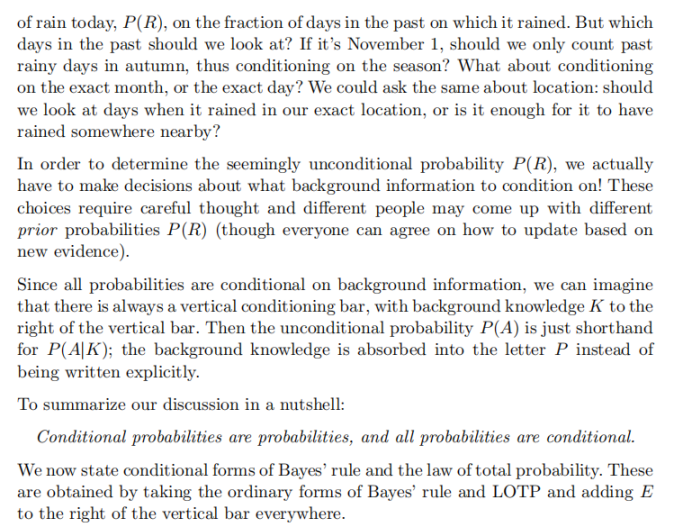 of rain today, P(R), on the fraction of days in the past on which it rained. But which
days in the past should we look at? If it's November 1, should we only count past
rainy days in autumn, thus conditioning on the season? What about conditioning
on the exact month, or the exact day? We could ask the same about location: should
we look at days when it rained in our exact location, or is it enough for it to have
rained somewhere nearby?
In order to determine the seemingly unconditional probability P(R), we actually
have to make decisions about what background information to condition on! These
choices require careful thought and different people may come up with different
prior probabilities P(R) (though everyone can agree on how to update based on
new evidence).
Since all probabilities are conditional on background information, we can imagine
that there is always a vertical conditioning bar, with background knowledge K to the
right of the vertical bar. Then the unconditional probability P(A) is just shorthand
for P(A|K); the background knowledge is absorbed into the letter P instead of
being written explicitly.
To summarize our discussion in a nutshell:
Conditional probabilities are probabilities, and all probabilities are conditional.
We now state conditional forms of Bayes' rule and the law of total probability. These
are obtained by taking the ordinary forms of Bayes' rule and LOTP and adding E
to the right of the vertical bar everywhere.